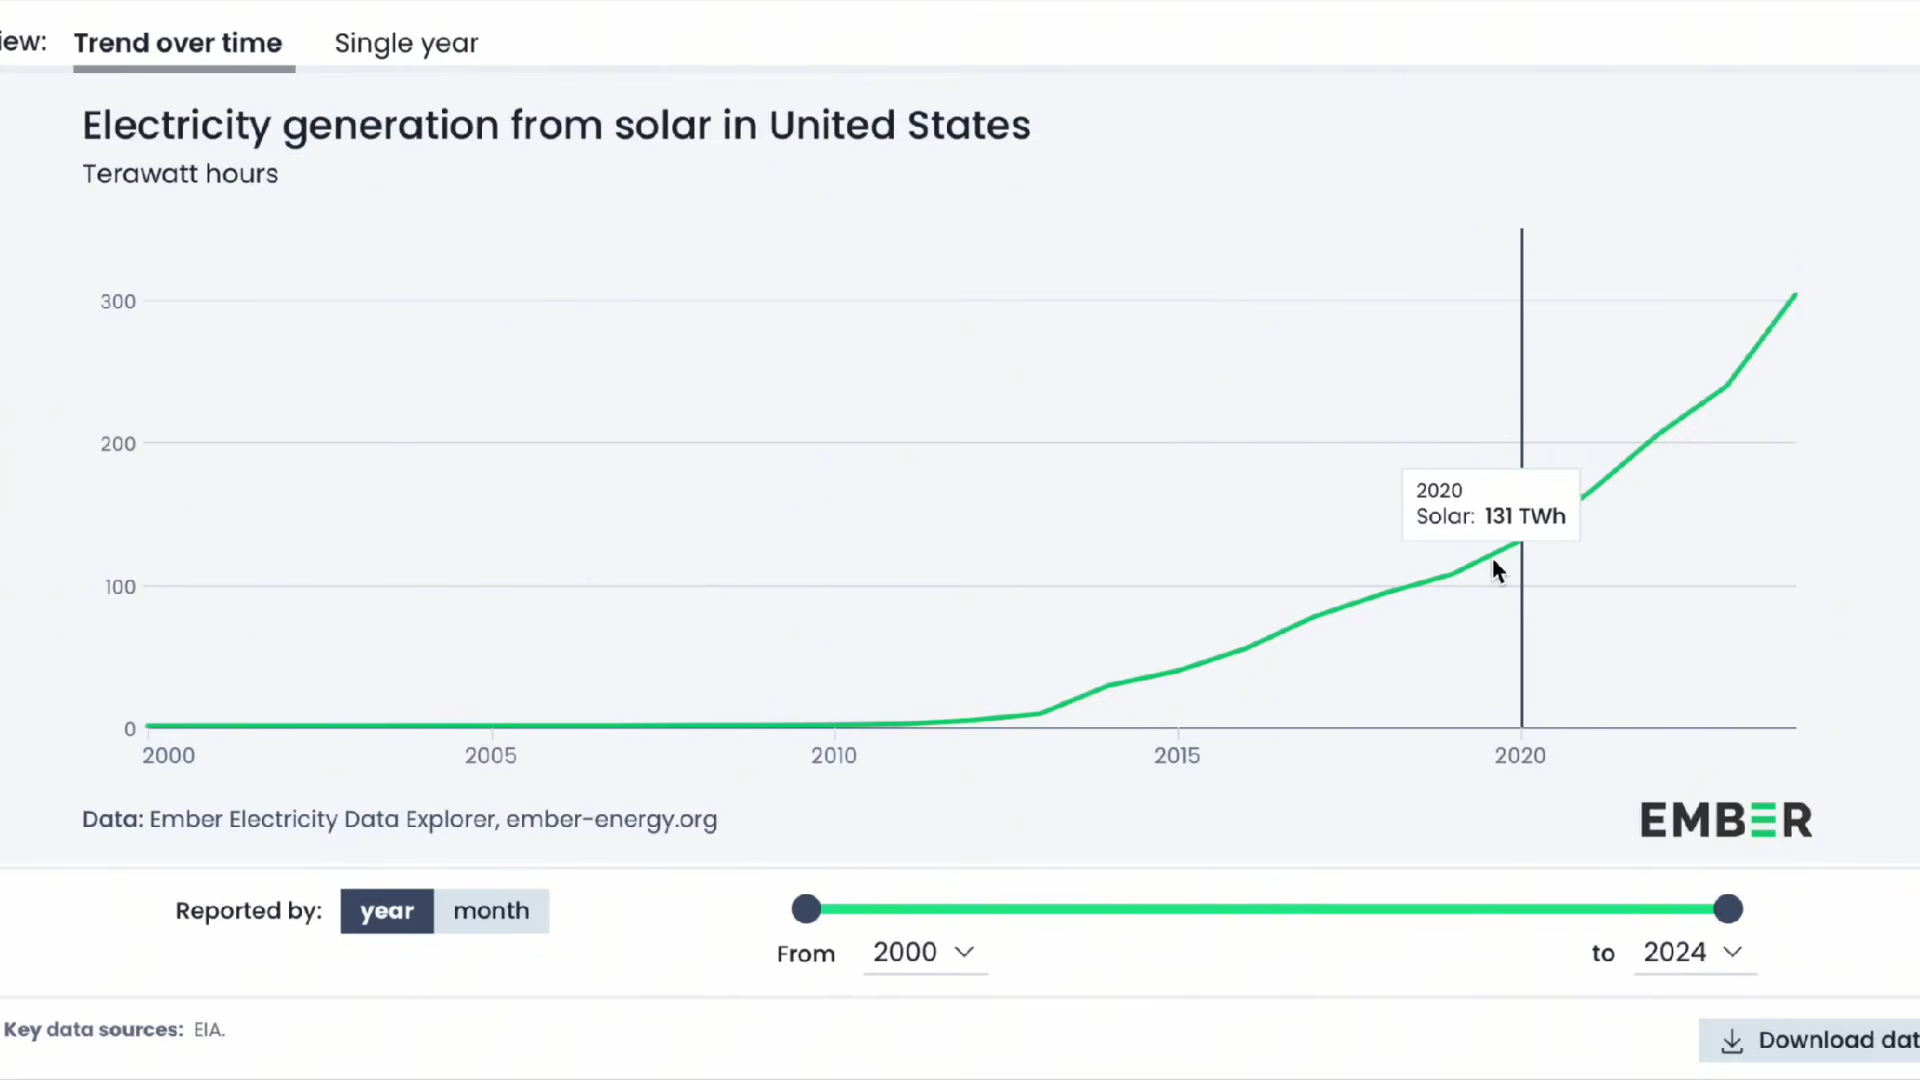 iew:
Trend over time
Single year
Electricity generation from solar in United States
Terawatt hours
300
200
100
0
2020
Solar: 131 TWh
2000
2005
2010
2015
2020
Data: Ember Electricity Data Explorer, ember-energy.org
EMBER
Reported by:
year
month
From
2000
to
2024
Key data sources: EIA.
Download dat